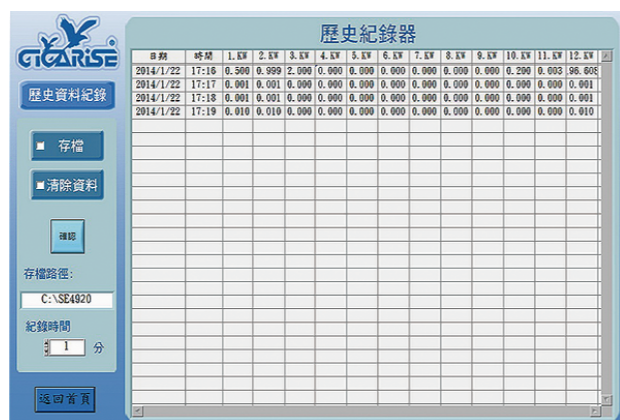 CICARISE
歷史資料紀錄
存檔
清除資料
確認
存檔路徑:
C:\SE4920
紀錄時間
1 分
返回首頁
歷史紀錄器
日期 時間 1.KW 2.KW 3.KW 4.KW 5.KW 6.KW 7.KW 8.KW 9.KW 10.KW 11.KW 12.KW
2014/1/22 17:16 0.500 0.999 2.000 0.000 0.000 0.000 0.000 0.000 0.000 0.200 0.003 .96.608
2014/1/22 17:17 0.001 0.001 0.000 0.000 0.000 0.000 0.000 0.000 0.000 0.000 0.000 0.001
2014/1/22 17:18 0.001 0.001 0.000 0.000 0.000 0.000 0.000 0.000 0.000 0.000 0.000 0.001
2014/1/22 17:19 0.010 0.010 0.000 0.000 0.000 0.000 0.000 0.000 0.000 0.000 0.000 0.010